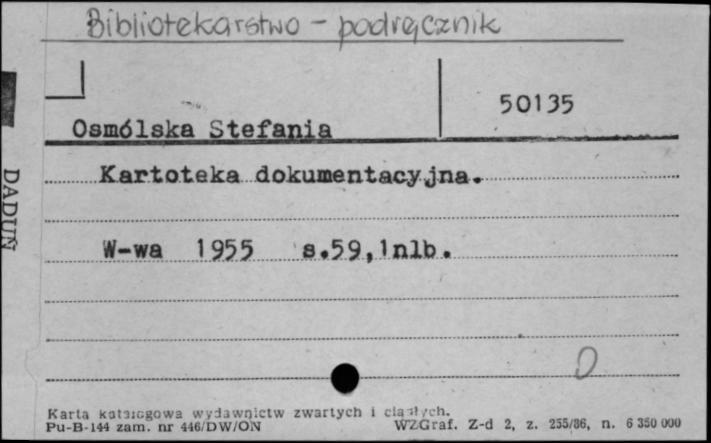 Bibliotekarstwo - podręcznik
50135
Osmólska Stefania
Kartoteka dokumentacyjna.
W-wa 1955 s.59,1nlb.
0
Karta katalogowa wydawnictw zwartych i ciągłych.
Pu-B-144 zam. nr 446/DW/ON WZGraf. Z-d 2, z. 255/86, n. 6 350 000
DADUŃ